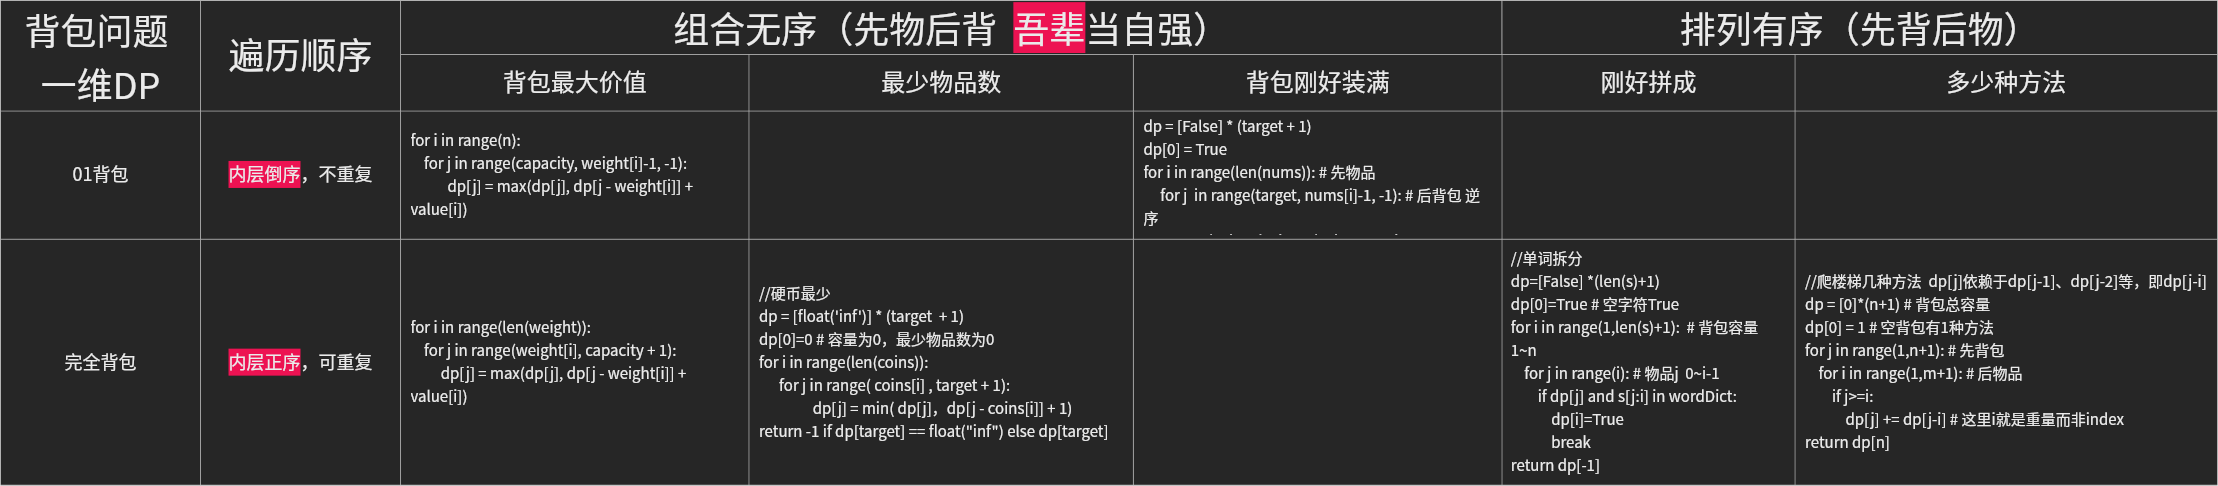 背包问题
一维DP
遍历顺序
组合无序（先物后背 吾辈当自强）
排列有序（先背后物）
背包最大价值
最少物品数
背包刚好装满
刚好拼成
多少种方法
01背包
内层倒序，不重复
for i in range(n):
for j in range(capacity, weight[i]-1, -1):
dp[j] = max(dp[j], dp[j - weight[i]] +
value[i])
dp = [False] * (target + 1)
dp[0] = True
for i in range(len(nums)): # 先物品
for j  in range(target, nums[i]-1, -1): # 后背包 逆
序
完全背包
内层正序，可重复
for i in range(len(weight)):
for j in range(weight[i], capacity + 1):
dp[j] = max(dp[j], dp[j - weight[i]] +
value[i])
//硬币最少
dp = [float('inf')] * (target  + 1)
dp[0]=0 # 容量为0，最少物品数为0
for i in range(len(coins)):
for j in range( coins[i] , target + 1):
dp[j] = min( dp[j]，dp[j - coins[i]] + 1)
return -1 if dp[target] == float("inf") else dp[target]
//单词拆分
dp=[False] *(len(s)+1)
dp[0]=True # 空字符True
for i in range(1,len(s)+1):  # 背包容量
1~n
for j in range(i): # 物品j  0~i-1
if dp[j] and s[j:i] in wordDict:
dp[i]=True
break
return dp[-1]
//爬楼梯几种方法  dp[j]依赖于dp[j-1]、dp[j-2]等，即dp[j-i]
dp = [0]*(n+1) # 背包总容量
dp[0] = 1 # 空背包有1种方法
for j in range(1,n+1): # 先背包
for i in range(1,m+1): # 后物品
if j>=i:
dp[j] += dp[j-i] # 这里i就是重量而非index
return dp[n]